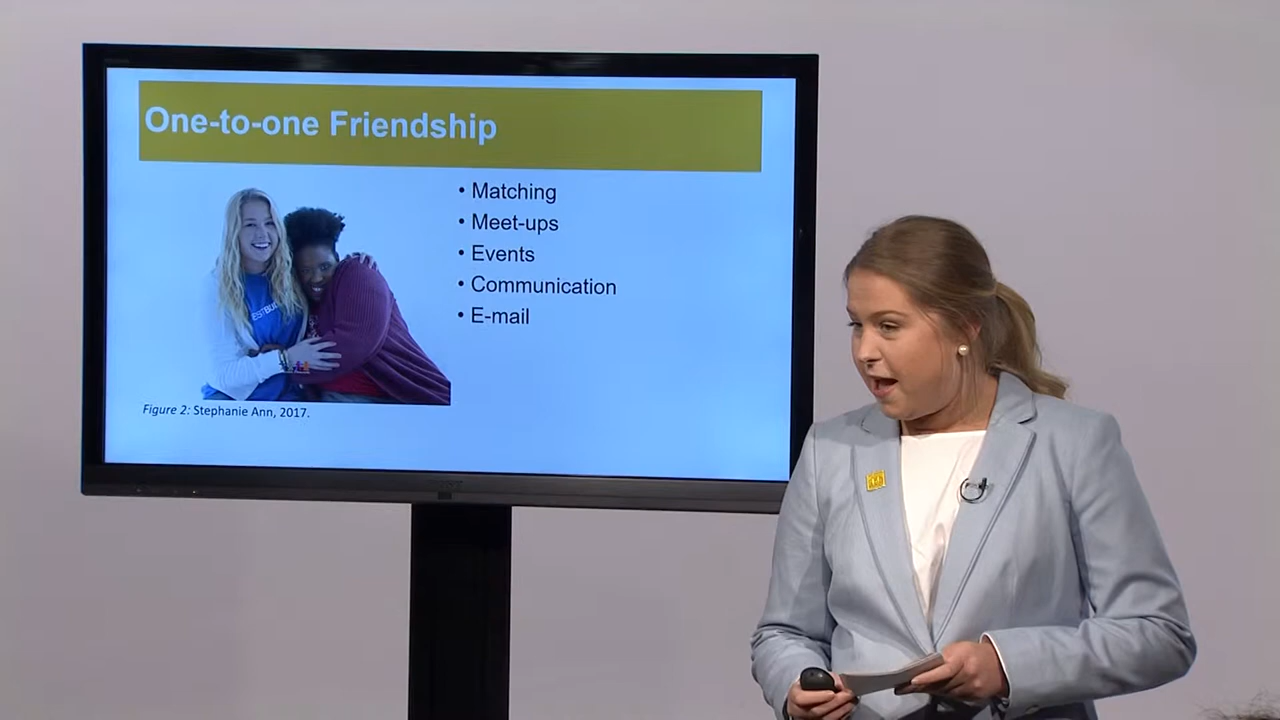 One-to-one Friendship
• Matching
• Meet-ups
• Events
• Communication
• E-mail
Figure 2: Stephanie Ann, 2017.